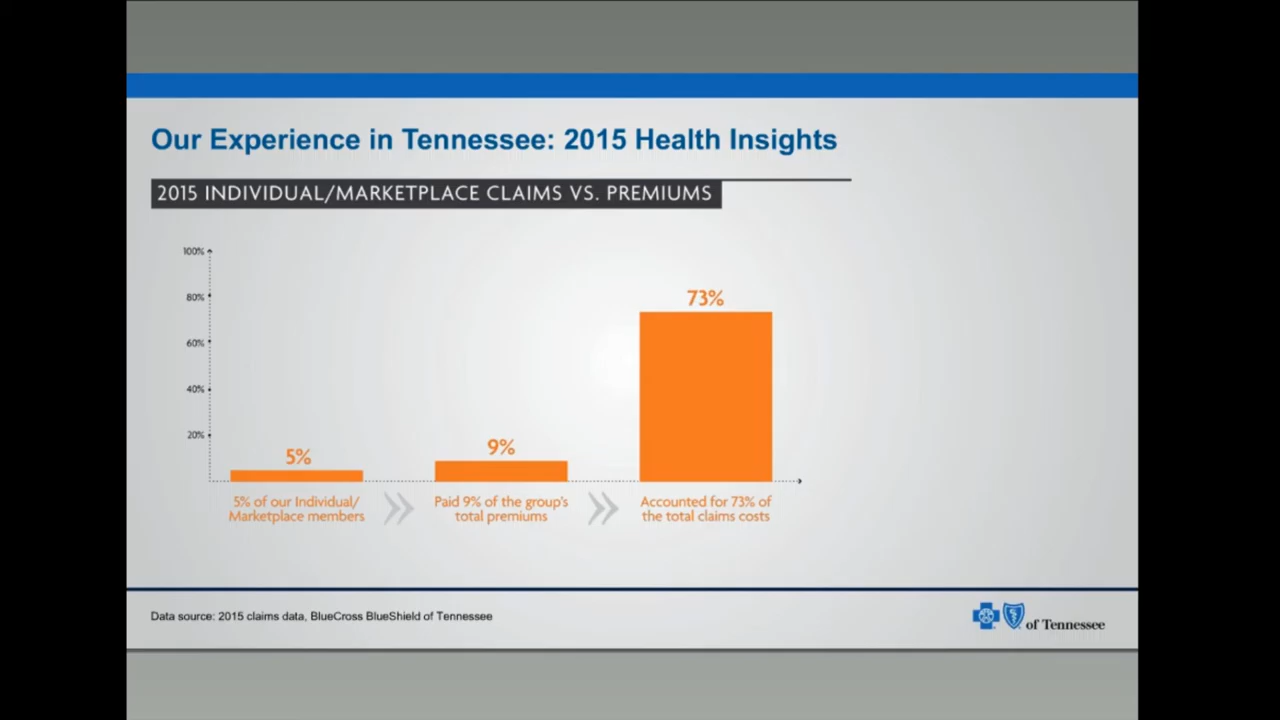 Our Experience in Tennessee: 2015 Health Insights
2015 INDIVIDUAL/MARKETPLACE CLAIMS VS. PREMIUMS
100%
80%
60%
40%
20%
5%
9%
73%
5% of our Individual/
Marketplace members
Paid 9% of the group's
total premiums
Accounted for 73% of
the total claims costs
Data source: 2015 claims data, BlueCross BlueShield of Tennessee
of Tennessee